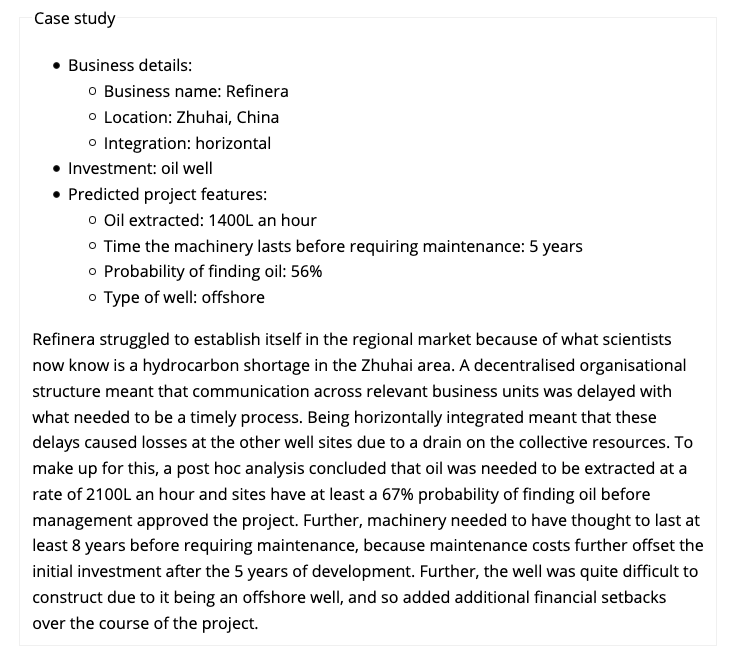 Case study
• Business details:
○ Business name: Refinera
○ Location: Zhuhai, China
○ Integration: horizontal
• Investment: oil well
• Predicted project features:
○ Oil extracted: 1400L an hour
○ Time the machinery lasts before requiring maintenance: 5 years
○ Probability of finding oil: 56%
○ Type of well: offshore
Refinera struggled to establish itself in the regional market because of what scientists
now know is a hydrocarbon shortage in the Zhuhai area. A decentralised organisational
structure meant that communication across relevant business units was delayed with
what needed to be a timely process. Being horizontally integrated meant that these
delays caused losses at the other well sites due to a drain on the collective resources. To
make up for this, a post hoc analysis concluded that oil was needed to be extracted at a
rate of 2100L an hour and sites have at least a 67% probability of finding oil before
management approved the project. Further, machinery needed to have thought to last at
least 8 years before requiring maintenance, because maintenance costs further offset the
initial investment after the 5 years of development. Further, the well was quite difficult to
construct due to it being an offshore well, and so added additional financial setbacks
over the course of the project.